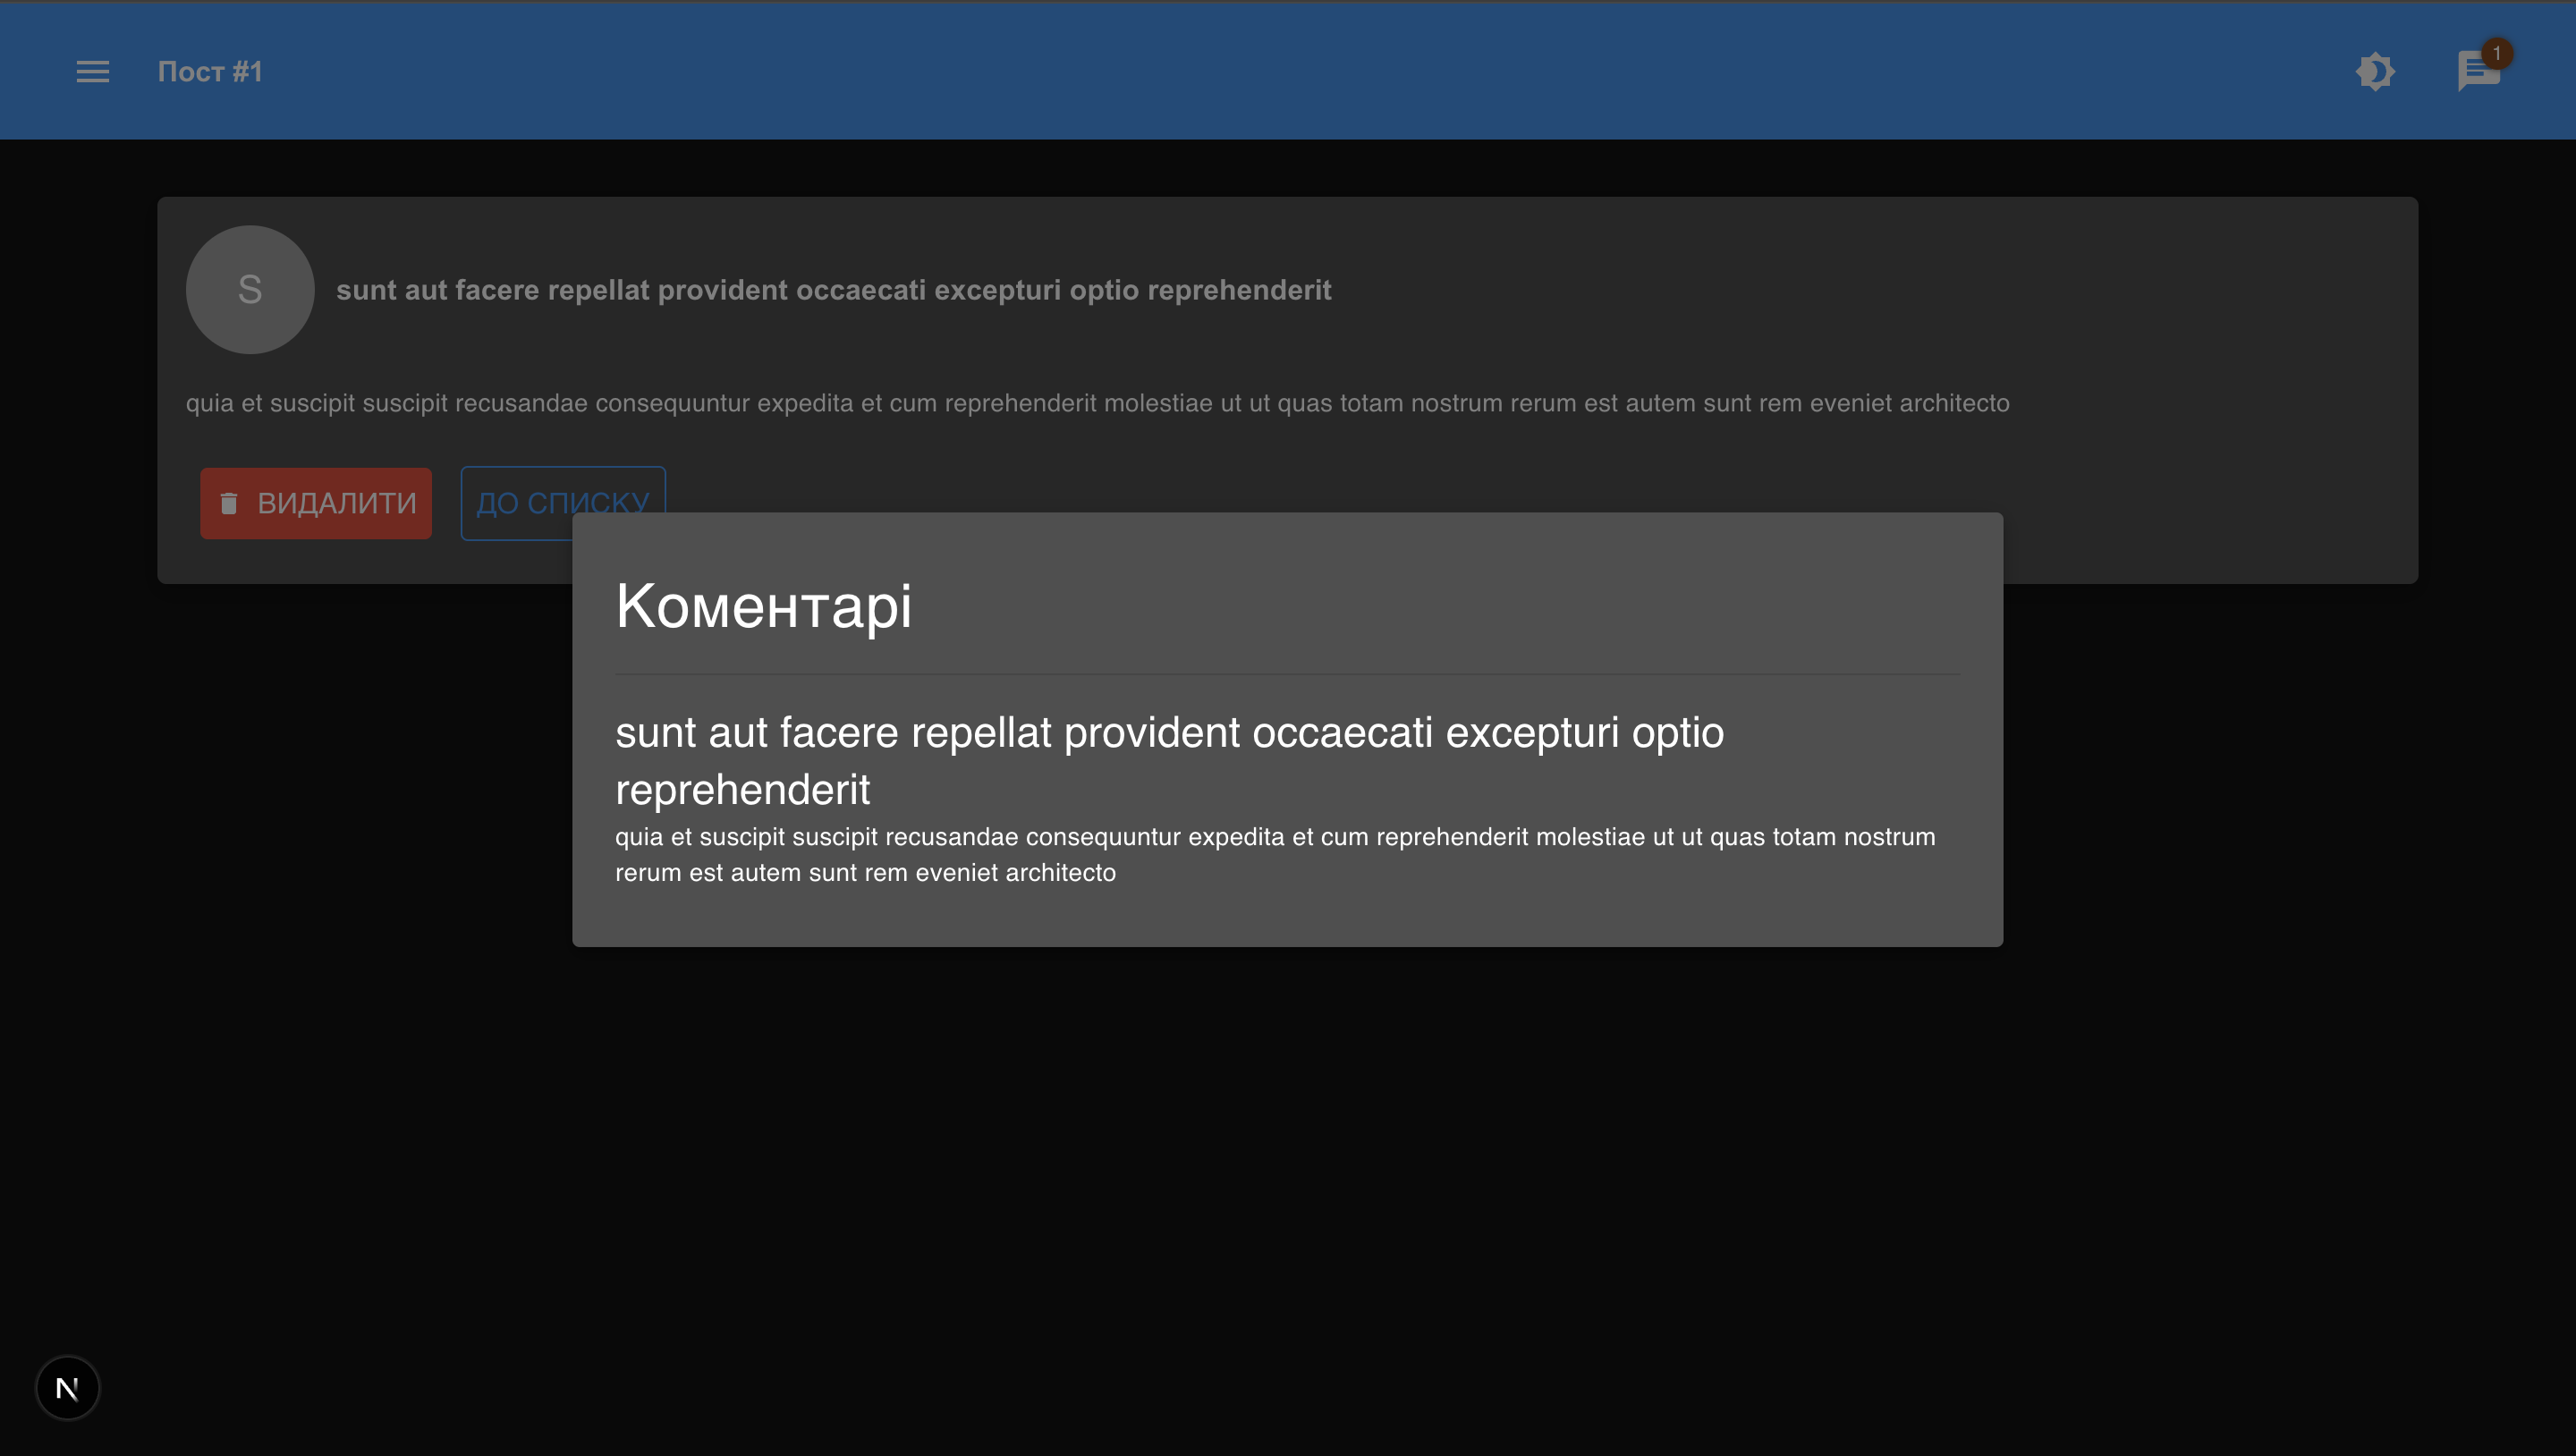 Пост #1
1
S
sunt aut facere repellat provident occaecati excepturi optio reprehenderit
quia et suscipit suscipit recusandae consequuntur expedita et cum reprehenderit molestiae ut ut quas totam nostrum rerum est autem sunt rem eveniet architecto
ВИДАЛИТИ
ДО СПИСКУ
Коментарі
sunt aut facere repellat provident occaecati excepturi optio
reprehenderit
quia et suscipit suscipit recusandae consequuntur expedita et cum reprehenderit molestiae ut ut quas totam nostrum
rerum est autem sunt rem eveniet architecto
N